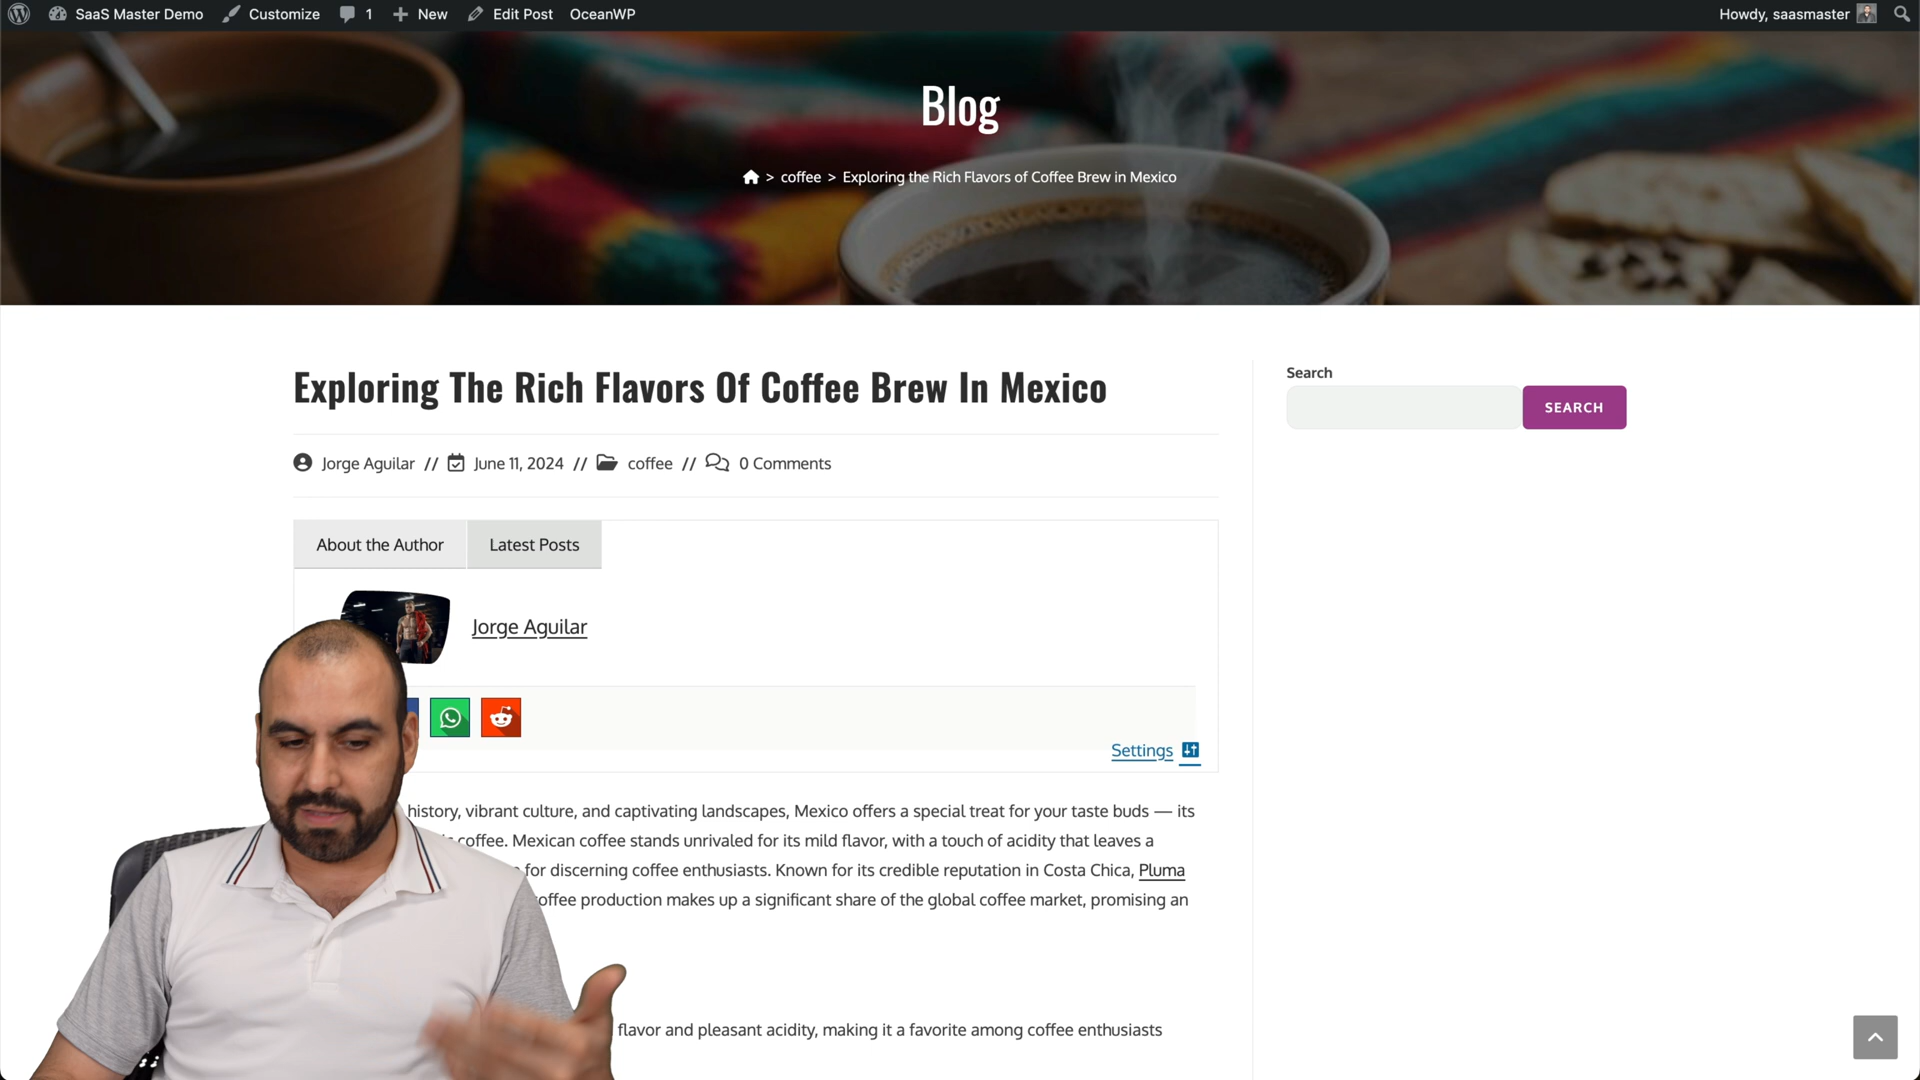 SaaS Master Demo Customize 1 New Edit Post OceanWP Howdy, saasmaster
Blog
> coffee > Exploring the Rich Flavors of Coffee Brew in Mexico
Exploring The Rich Flavors Of Coffee Brew In Mexico
Jorge Aguilar // June 11, 2024 // coffee // 0 Comments
Search
SEARCH
About the Author Latest Posts
Jorge Aguilar
Settings
history, vibrant culture, and captivating landscapes, Mexico offers a special treat for your taste buds — its
coffee. Mexican coffee stands unrivaled for its mild flavor, with a touch of acidity that leaves a
for discerning coffee enthusiasts. Known for its credible reputation in Costa Chica, Pluma
coffee production makes up a significant share of the global coffee market, promising an
flavor and pleasant acidity, making it a favorite among coffee enthusiasts